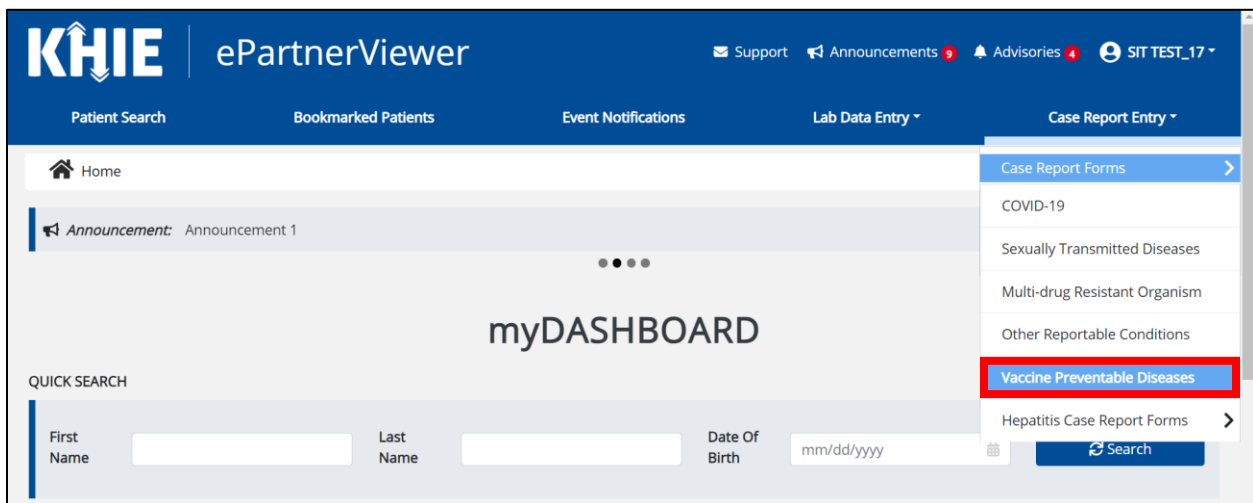 KHIE ePartnerViewer Support Announcements 9 Advisories 4 SIT TEST_17
Patient Search Bookmarked Patients Event Notifications Lab Data Entry Case Report Entry
Home
Announcement: Announcement 1
Case Report Forms
COVID-19
Sexually Transmitted Diseases
Multi-drug Resistant Organism
Other Reportable Conditions
Vaccine Preventable Diseases
Hepatitis Case Report Forms
myDASHBOARD
QUICK SEARCH
First Name
Last Name
Date Of Birth
mm/dd/yyyy
Search